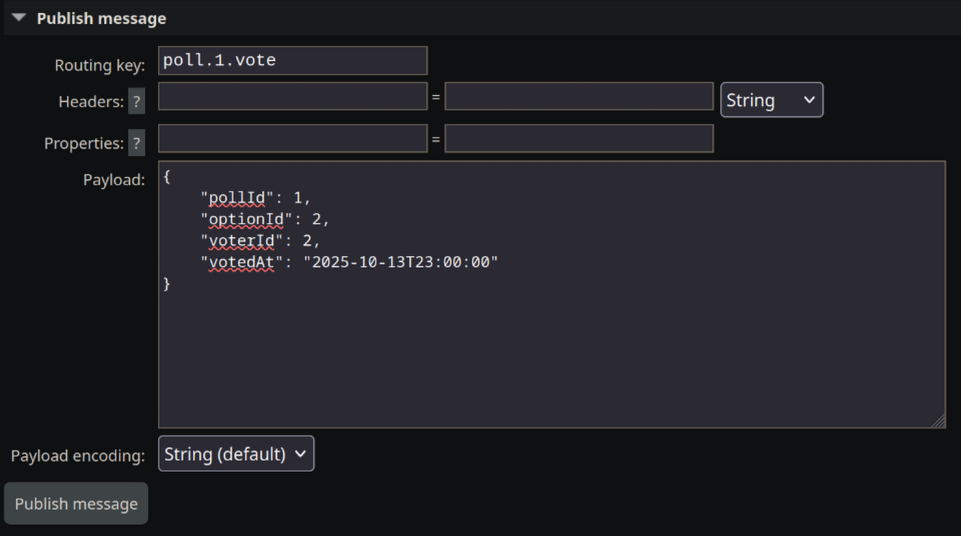 Publish message
Routing key: poll.1.vote
Headers: ? = String
Properties: ? =
Payload: {
    "pollId": 1,
    "optionId": 2,
    "voterId": 2,
    "votedAt": "2025-10-13T23:00:00"
}
Payload encoding: String (default)
Publish message